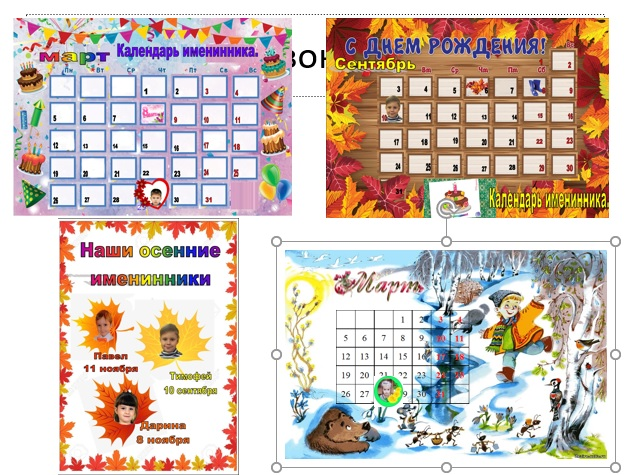 март Календарь именинника.
Пн Вт Ср Чт Пт Сб Вс
1 2 3 4
5 6 7 9 10 11
12 13 14 15 16 17 18
19 20 21 22 23 24 25
26 27 28 30 31
С ДНЕМ РОЖДЕНИЯ!
Сентябрь
Вт Ср Чт Пт Сб Вс
1 2
3 4 5 6 7 8 9
10 11 12 13 14 15 16
17 18 19 20 21 22 23
24 25 26 27 28 29 30
31
Календарь именинника.
Наши осенние
именинники
Павел
11 ноября
Тимофей
10 сентября
Дарина
8 ноября
Март
1 2 3 4
5 6 7 8 9 10 11
12 13 14 15 16 17 18
19 20 21 22 23 24 25
26 27 29 30 31